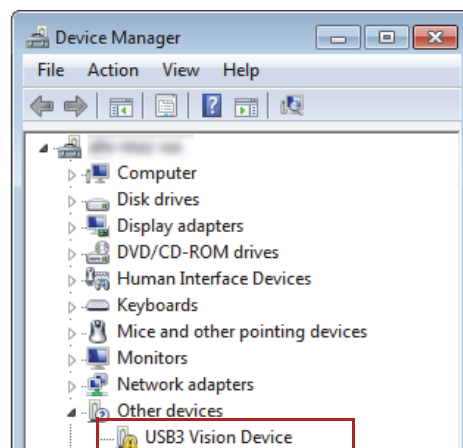 Device Manager
File Action View Help
Computer
Disk drives
Display adapters
DVD/CD-ROM drives
Human Interface Devices
Keyboards
Mice and other pointing devices
Monitors
Network adapters
Other devices
USB3 Vision Device